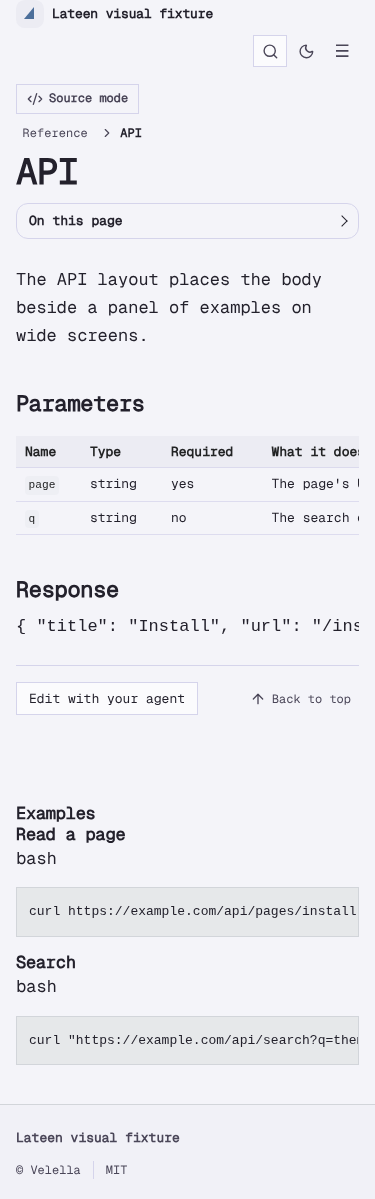 Lateen visual fixture
Source mode
Reference > API
API
On this page
The API layout places the body
beside a panel of examples on
wide screens.
Parameters
Name Type Required What it does
page string yes The page's
q string no The search
Response
{ "title": "Install", "url": "/ins
Edit with your agent Back to top
Examples
Read a page
bash
curl https://example.com/api/pages/install
Search
bash
curl "https://example.com/api/search?q=then
Lateen visual fixture
© Velella MIT